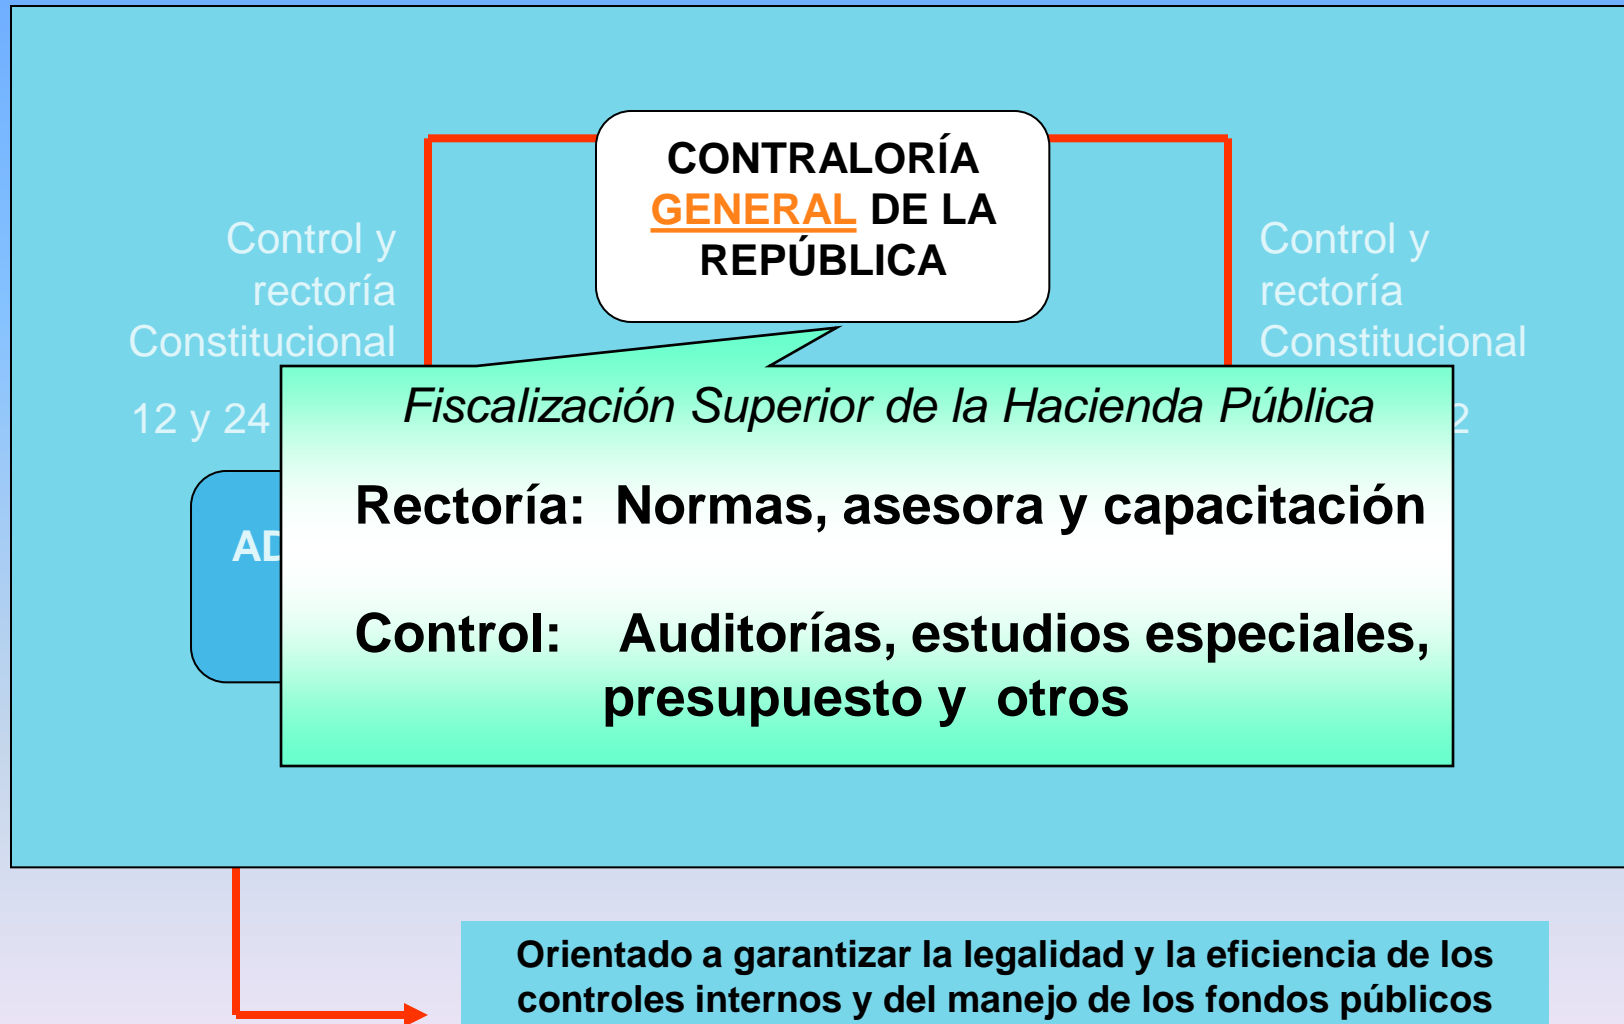 CONTRALORÍA
GENERAL DE LA
REPÚBLICA
Control y
rectoría
Constitucional
12 y 24
Control y
rectoría
Constitucional
2
Fiscalización Superior de la Hacienda Pública
Rectoría: Normas, asesora y capacitación
Control: Auditorías, estudios especiales,
presupuesto y otros
Orientado a garantizar la legalidad y la eficiencia de los
controles internos y del manejo de los fondos públicos